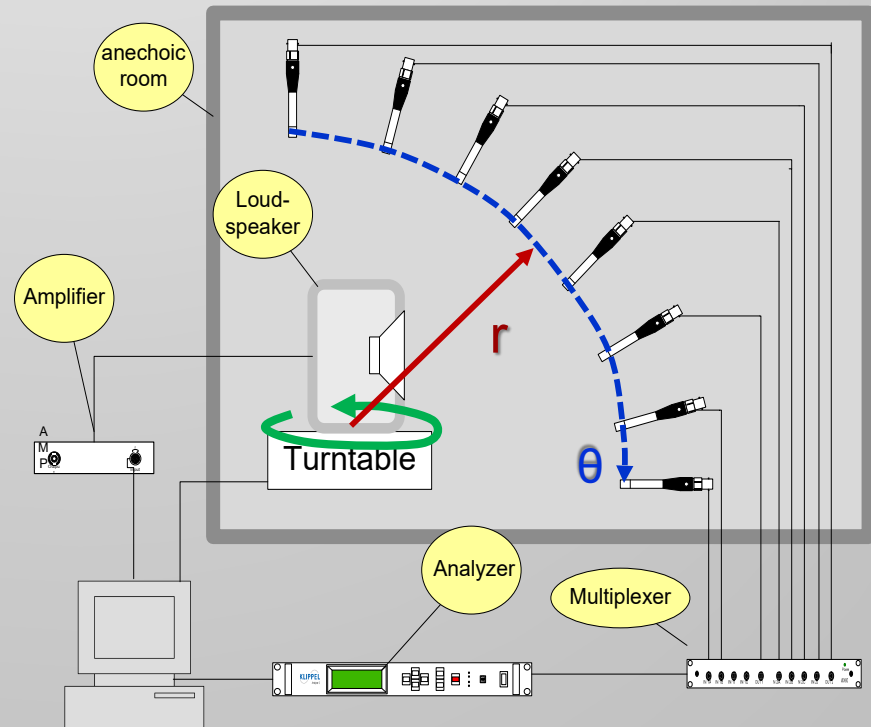 anechoic
room
Loud-
speaker
Amplifier
r
A
M
P
Turntable
θ
Analyzer
Multiplexer
KLIPPEL